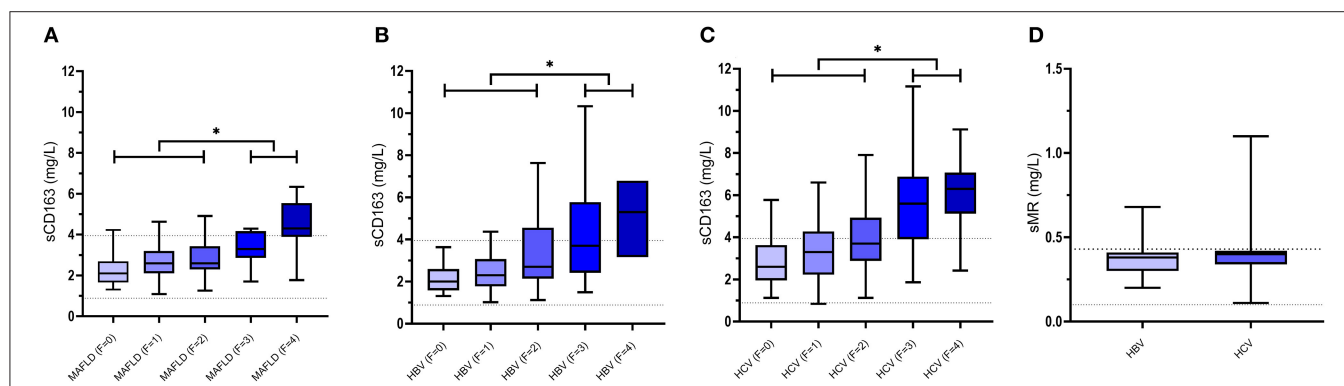 A
sCD163 (mg/L)
12
10
8
6
4
2
0
*
MAFLD (F=0)
MAFLD (F=1)
MAFLD (F=2)
MAFLD (F=3)
MAFLD (F=4)
B
sCD163 (mg/L)
12
10
8
6
4
2
0
*
HBV (F=0)
HBV (F=1)
HBV (F=2)
HBV (F=3)
HBV (F=4)
C
sCD163 (mg/L)
12
10
8
6
4
2
0
*
HCV (F=0)
HCV (F=1)
HCV (F=2)
HCV (F=3)
HCV (F=4)
D
sMR (mg/L)
1.5
1.0
0.5
0.0
HBV
HCV